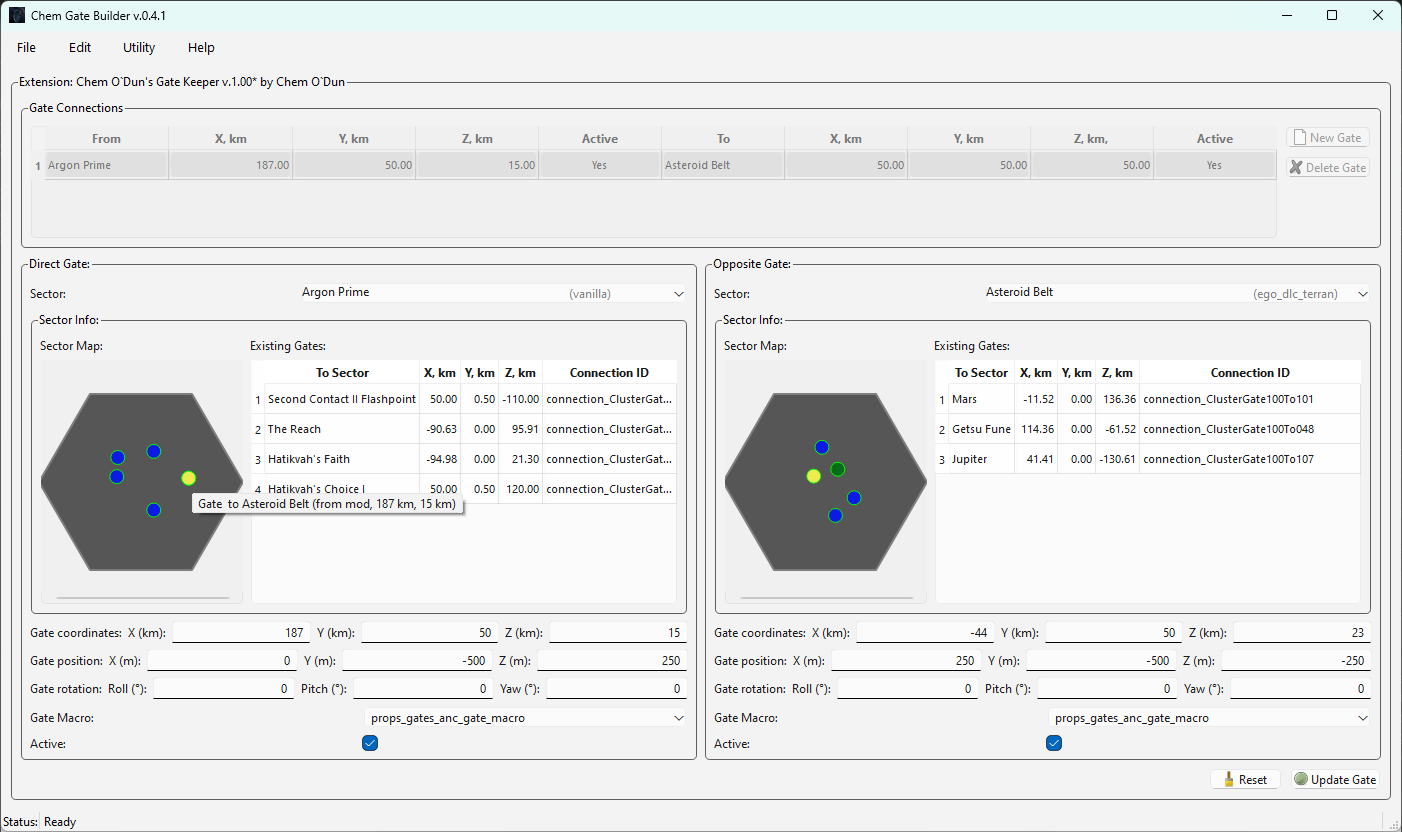 Chem Gate Builder v.0.4.1
File Edit Utility Help
Extension: Chem O`Dun's Gate Keeper v.1.00* by Chem O`Dun
Gate Connections
From X, km Y, km Z, km Active To X, km Y, km Z, km, Active
1 Argon Prime 187.00 50.00 15.00 Yes Asteroid Belt 50.00 50.00 50.00 Yes
New Gate
Delete Gate
Direct Gate:
Sector: Argon Prime (vanilla)
Sector Info:
Sector Map: Existing Gates:
To Sector X, km Y, km Z, km Connection ID
1 Second Contact II Flashpoint 50.00 0.50 -110.00 connection_ClusterGat...
2 The Reach -90.63 0.00 95.91 connection_ClusterGat...
3 Hatikvah's Faith -94.98 0.00 21.30 connection_ClusterGat...
4 Hatikvah's Choice I 50.00 0.50 120.00 connection_ClusterGat...
Gate to Asteroid Belt (from mod, 187 km, 15 km)
Gate coordinates: X (km): 187 Y (km): 50 Z (km): 15
Gate position: X (m): 0 Y (m): -500 Z (m): 250
Gate rotation: Roll (°): 0 Pitch (°): 0 Yaw (°): 0
Gate Macro: props_gates_anc_gate_macro
Active:
Opposite Gate:
Sector: Asteroid Belt (ego_dlc_terran)
Sector Info:
Sector Map: Existing Gates:
To Sector X, km Y, km Z, km Connection ID
1 Mars -11.52 0.00 136.36 connection_ClusterGate100To101
2 Getsu Fune 114.36 0.00 -61.52 connection_ClusterGate100To048
3 Jupiter 41.41 0.00 -130.61 connection_ClusterGate100To107
Gate coordinates: X (km): -44 Y (km): 50 Z (km): 23
Gate position: X (m): 250 Y (m): -500 Z (m): -250
Gate rotation: Roll (°): 0 Pitch (°): 0 Yaw (°): 0
Gate Macro: props_gates_anc_gate_macro
Active:
Reset Update Gate
Status: Ready